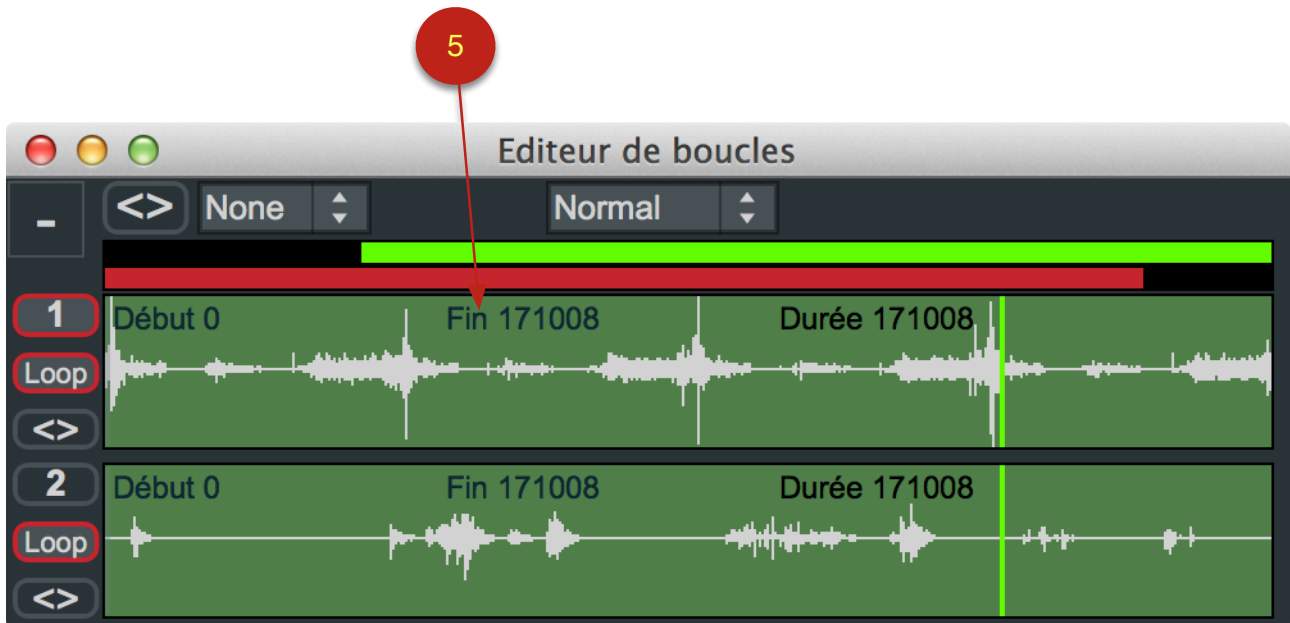 5
Editeur de boucles
- <> None Normal
1 Début 0 Fin 171008 Durée 171008
Loop
<>
2 Début 0 Fin 171008 Durée 171008
Loop
<>